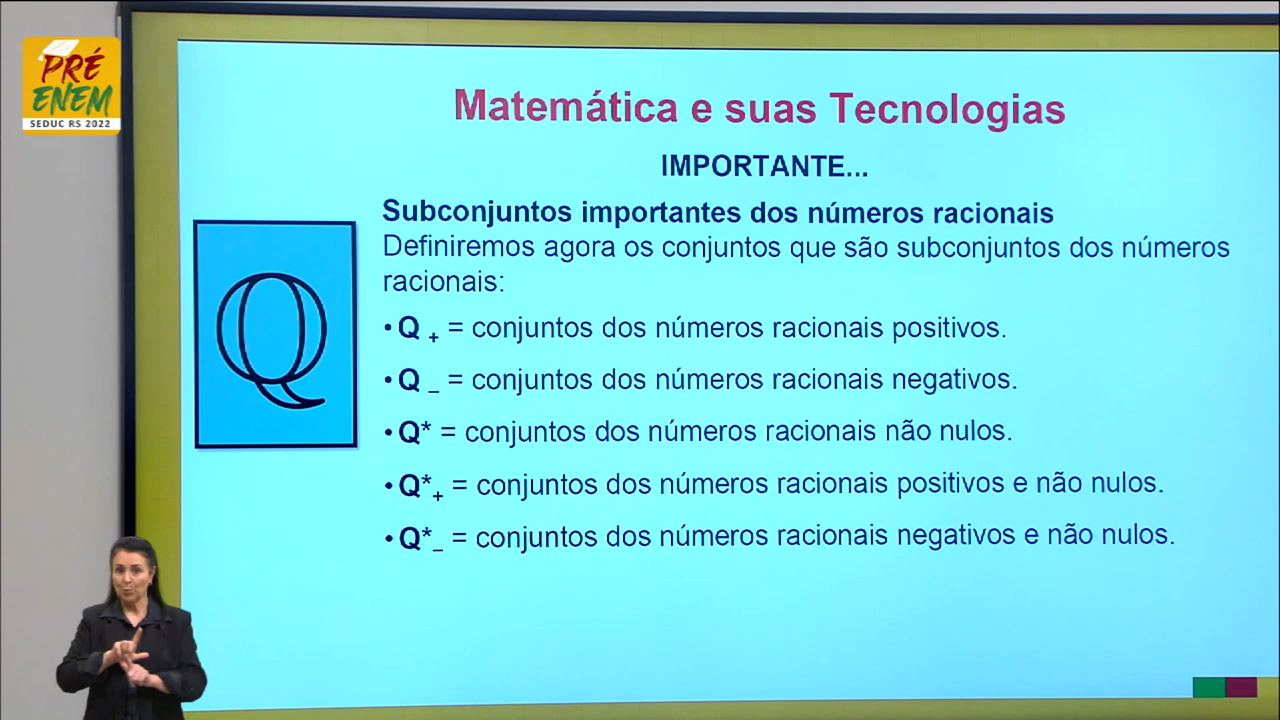 PRÉ
ENEM
SEDUC RS 2022
Matemática e suas Tecnologias
IMPORTANTE...
Subconjuntos importantes dos números racionais
Definiremos agora os conjuntos que são subconjuntos dos números
racionais:
Q
• Q + = conjuntos dos números racionais positivos.
• Q _ = conjuntos dos números racionais negativos.
• Q* = conjuntos dos números racionais não nulos.
• Q*+ = conjuntos dos números racionais positivos e não nulos.
• Q*_ = conjuntos dos números racionais negativos e não nulos.